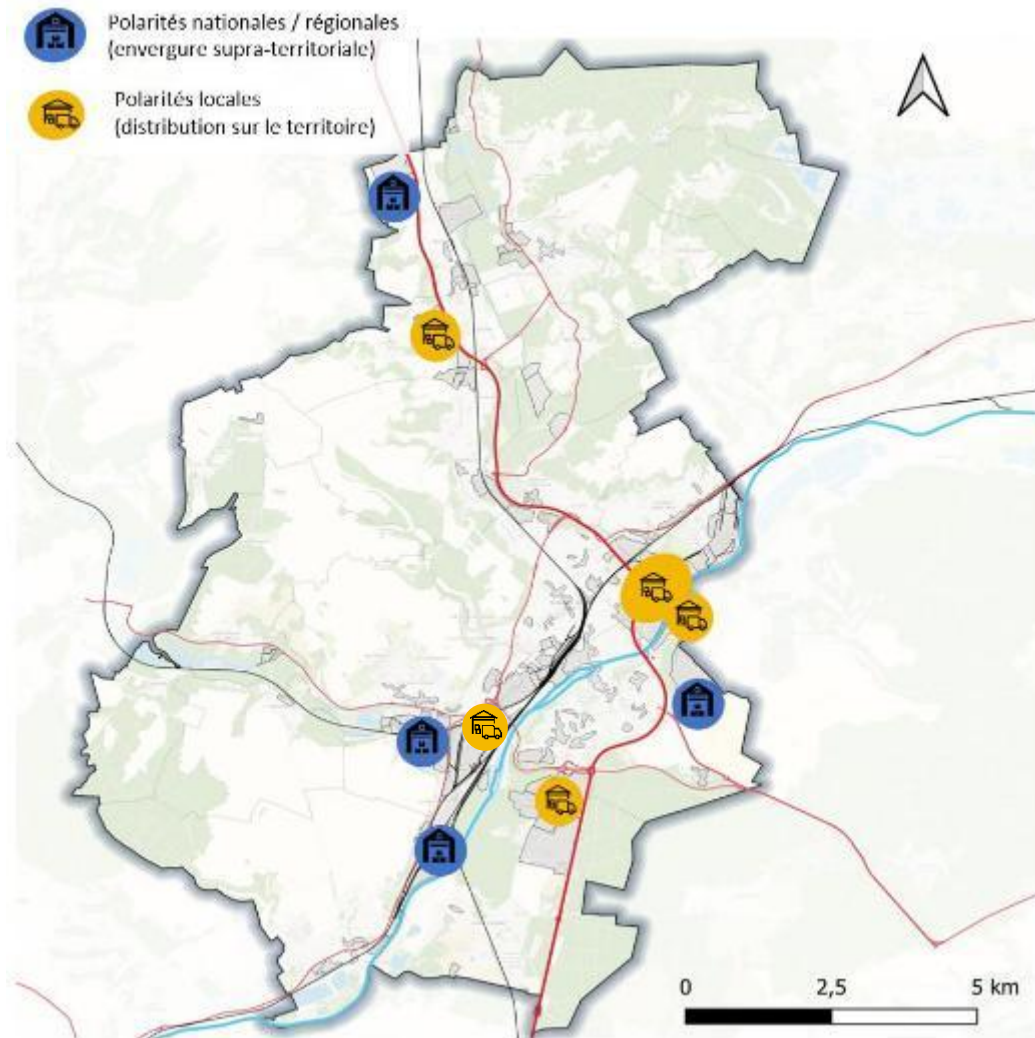 Polarités nationales / régionales
(envergure supra-territoriale)
Polarités locales
(distribution sur le territoire)
0 2,5 5 km